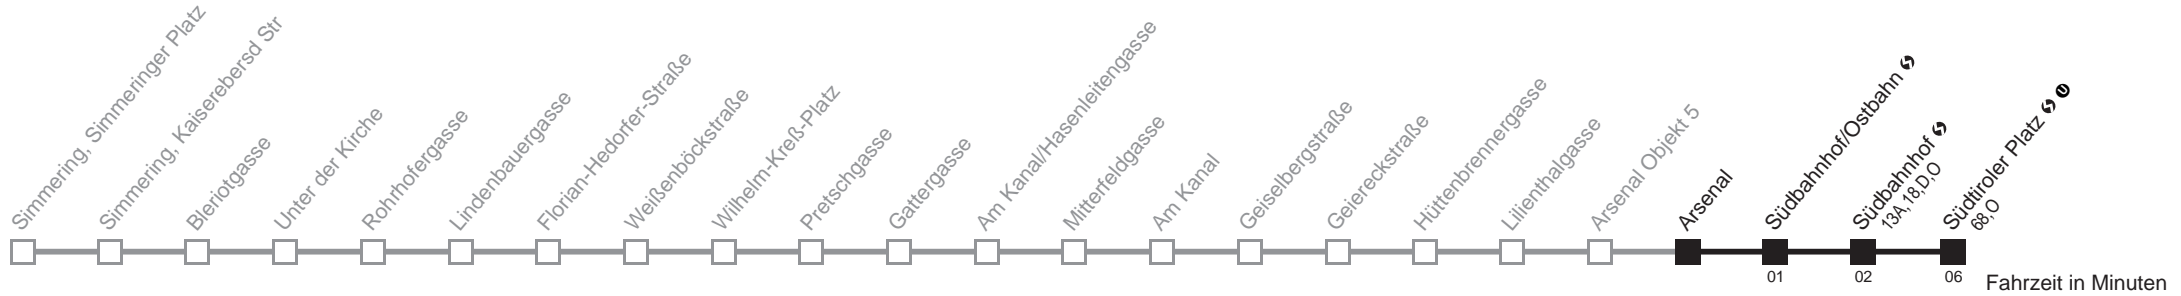 Simmering, Simmeringer Platz
Simmering, Kaiserebersd Str
Bleriotgasse
Unter der Kirche
Rohrhofergasse
Lindenbauergasse
Florian-Hedorfer-Straße
Weißenböckstraße
Wilhelm-Kreß-Platz
Pretschgasse
Gattergasse
Am Kanal/Hasenleitengasse
Mitterfeldgasse
Am Kanal
Geiselbergstraße
Geiereckstraße
Hüttenbrennergasse
Lilienthalgasse
Arsenal Objekt 5
Arsenal
Südbahnhof/Ostbahn S
Südbahnhof S
13A,18,D,O
Südtiroler Platz S U
68,O
01
02
06
Fahrzeit in Minuten